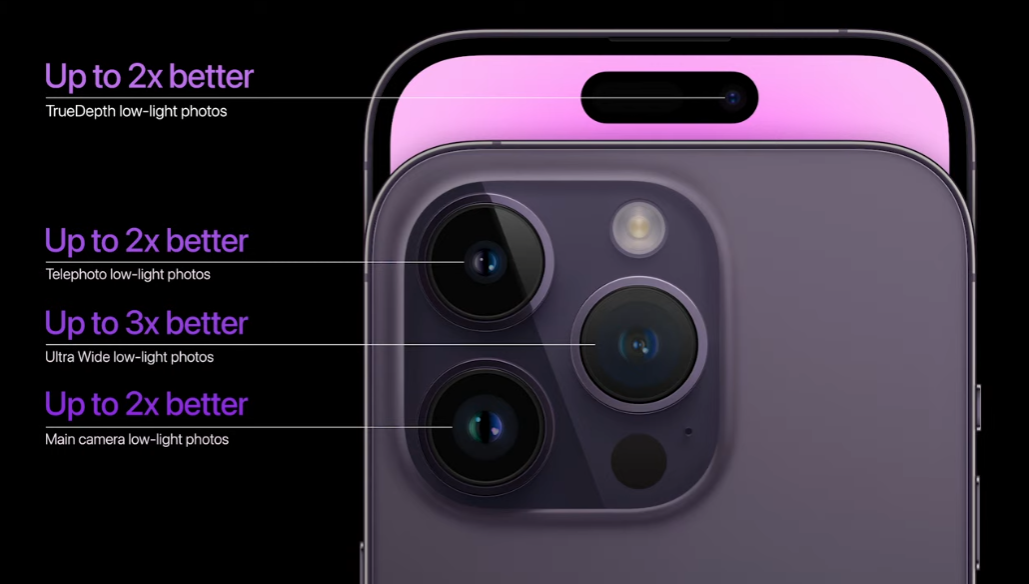 Up to 2x better
TrueDepth low-light photos
Up to 2x better
Telephoto low-light photos
Up to 3x better
Ultra Wide low-light photos
Up to 2x better
Main camera low-light photos